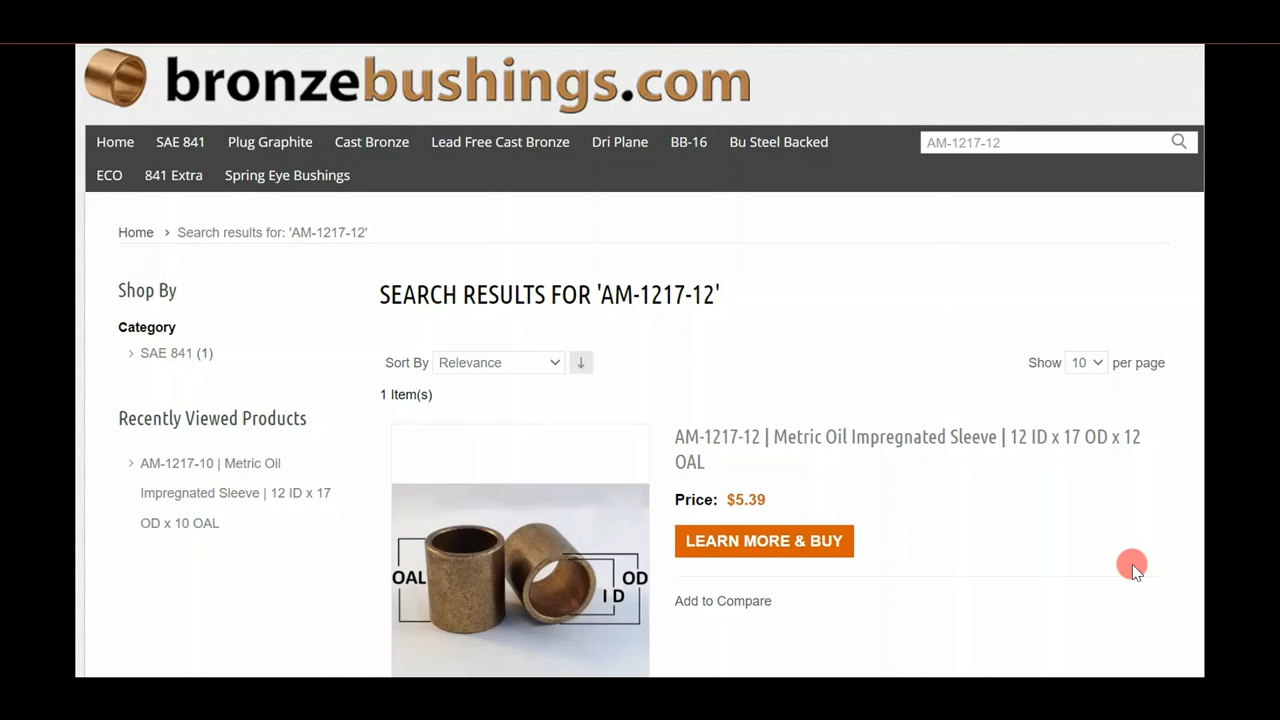 bronzebushings.com
Home SAE 841 Plug Graphite Cast Bronze Lead Free Cast Bronze Dri Plane BB-16 Bu Steel Backed AM-1217-12
ECO 841 Extra Spring Eye Bushings
Home > Search results for: 'AM-1217-12'
Shop By
Category
> SAE 841 (1)
Recently Viewed Products
> AM-1217-10 | Metric Oil
Impregnated Sleeve | 12 ID x 17
OD x 10 OAL
SEARCH RESULTS FOR 'AM-1217-12'
Sort By Relevance ↓ Show 10 per page
1 Item(s)
OAL OD
ID
AM-1217-12 | Metric Oil Impregnated Sleeve | 12 ID x 17 OD x 12
OAL
Price: $5.39
LEARN MORE & BUY
Add to Compare